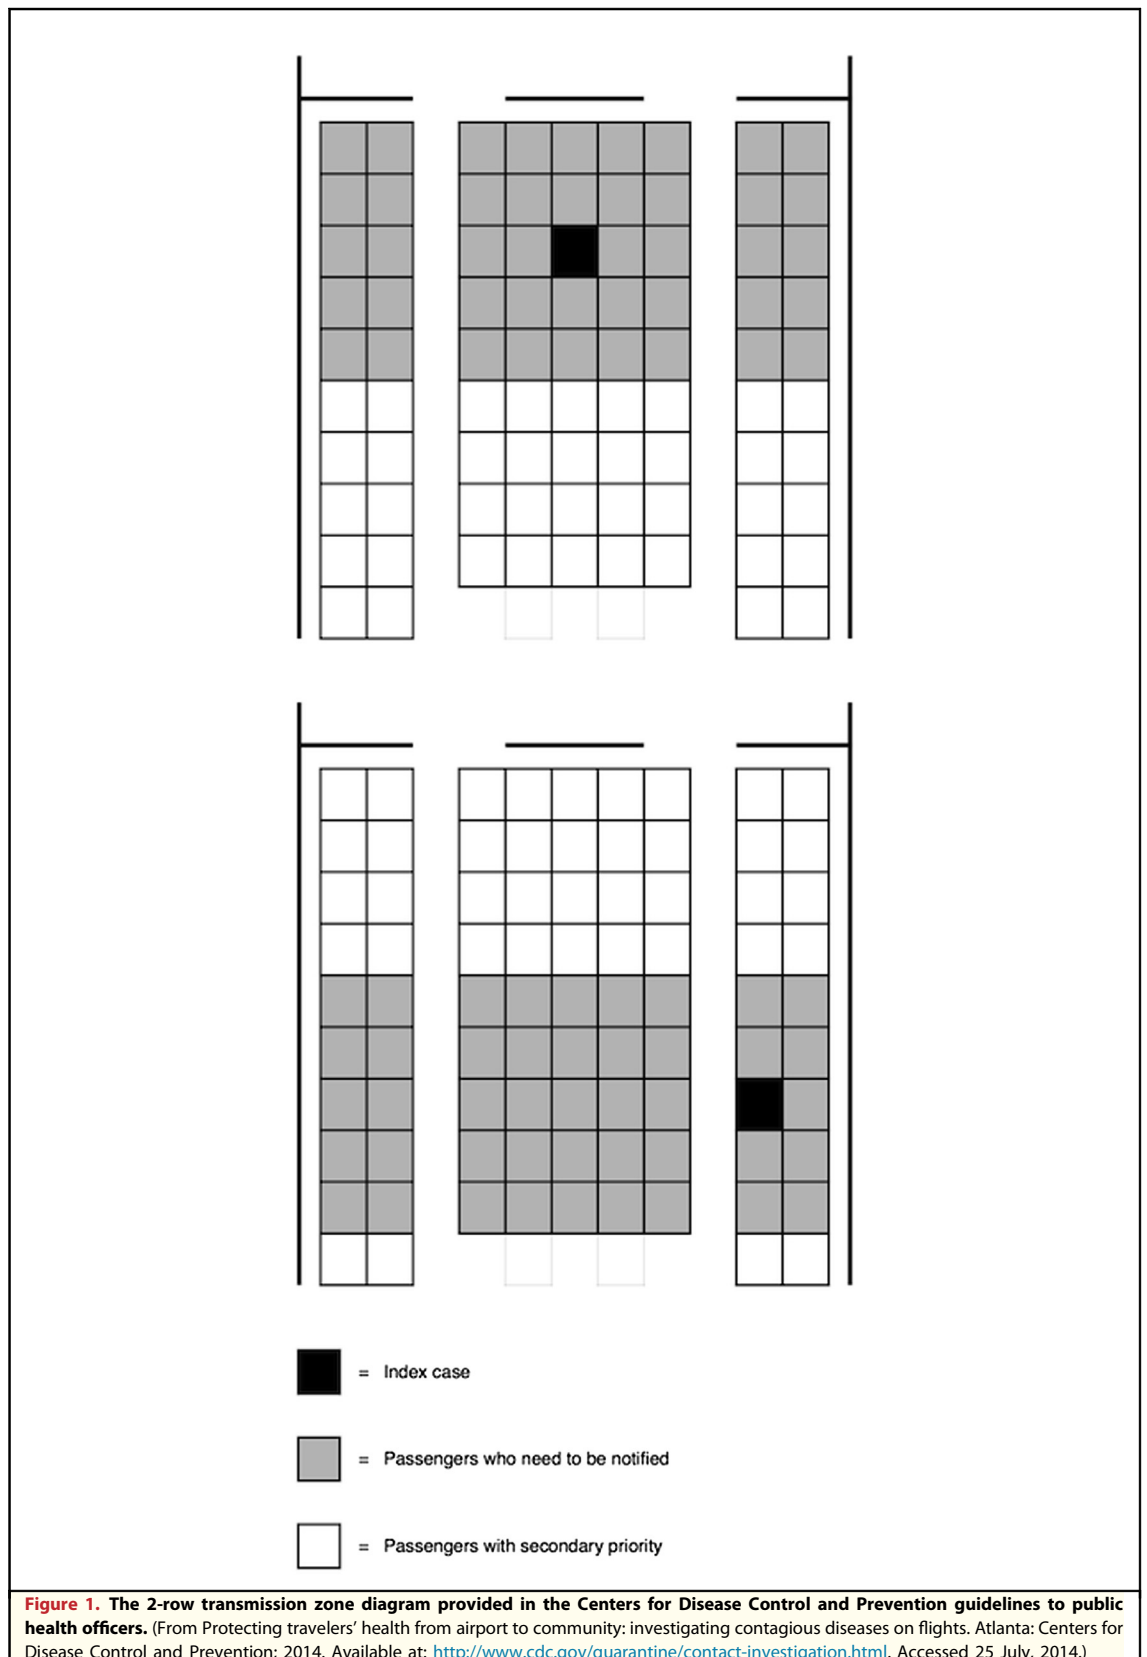 = Index case
= Passengers who need to be notified
= Passengers with secondary priority
Figure 1. The 2-row transmission zone diagram provided in the Centers for Disease Control and Prevention guidelines to public
health officers. (From Protecting travelers’ health from airport to community: investigating contagious diseases on flights. Atlanta: Centers for
Disease Control and Prevention; 2014. Available at: http://www.cdc.gov/quarantine/contact-investigation.html. Accessed 25 July, 2014.)